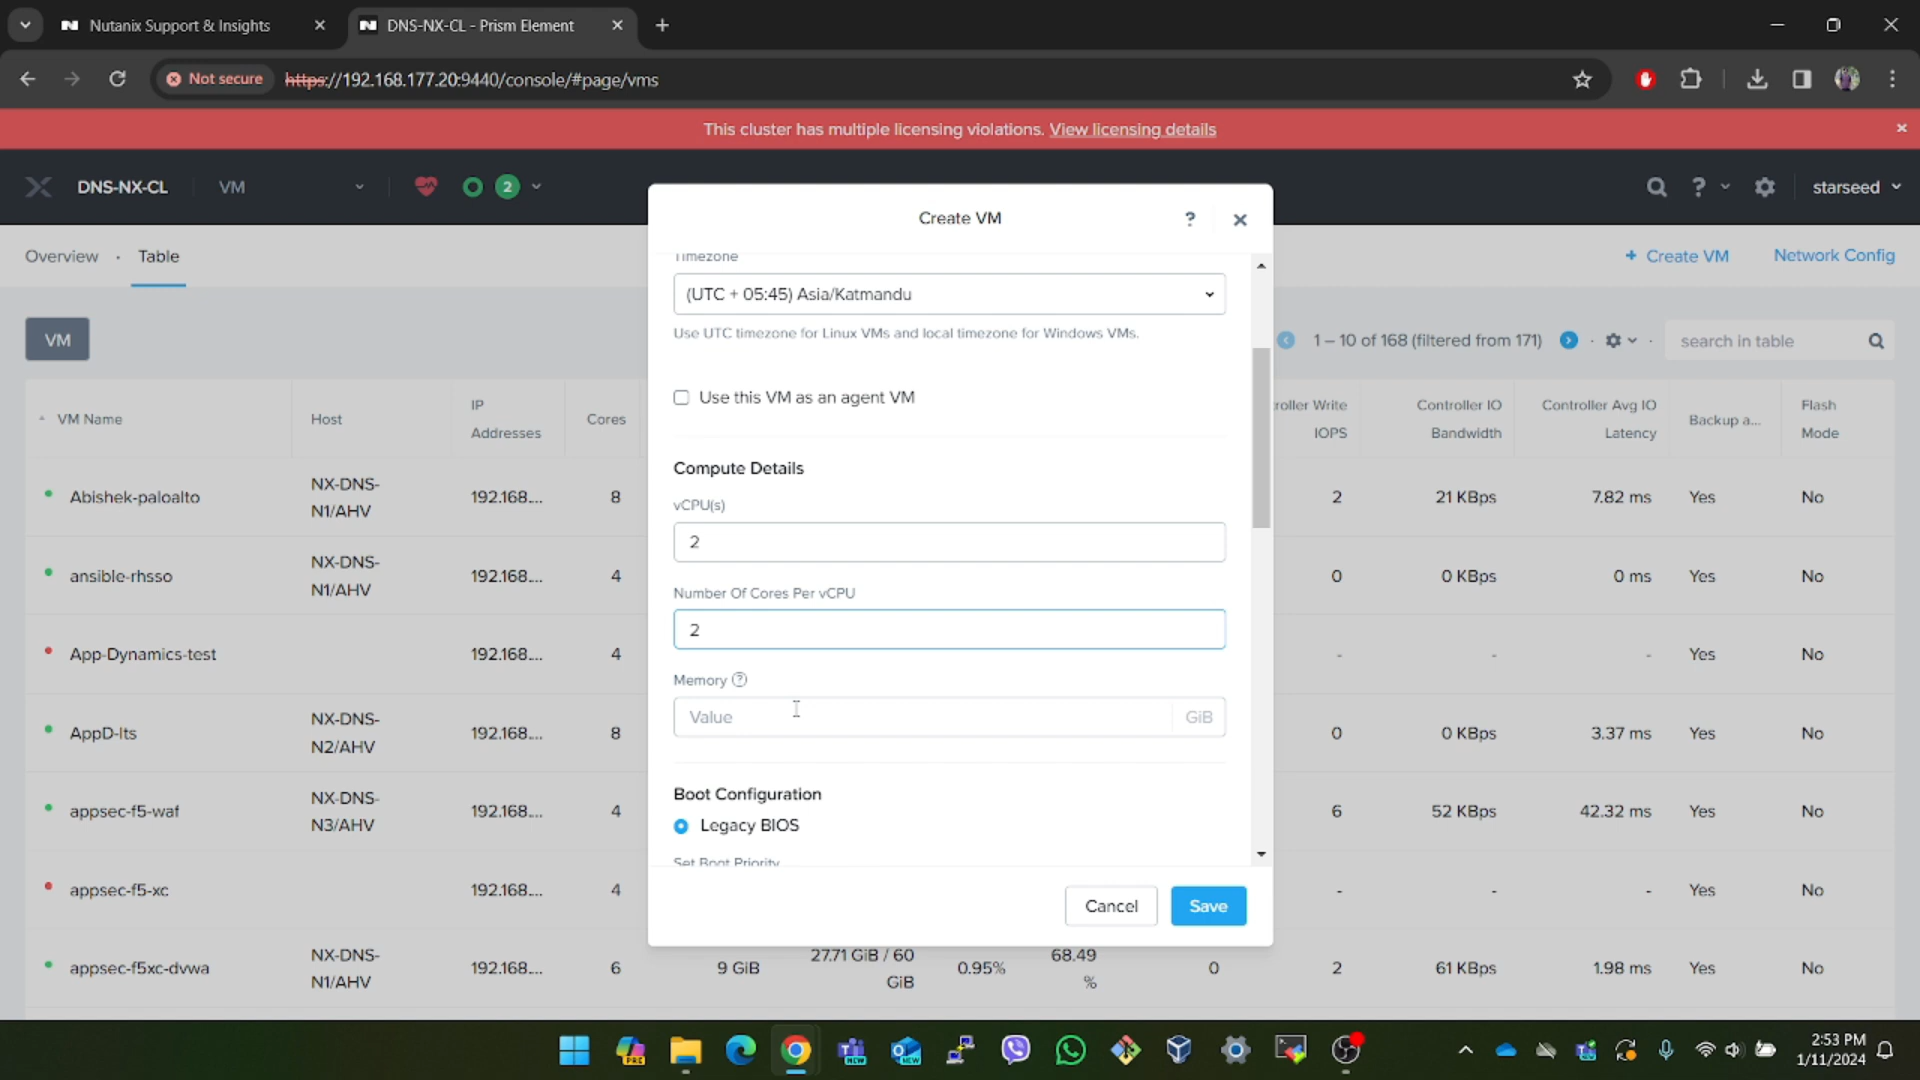 Nutanix Support & Insights
DNS-NX-CL - Prism Element
Not secure https://192.168.177.20:9440/console/#page/vms
This cluster has multiple licensing violations. View licensing details
DNS-NX-CL VM 2 ? starseed
Create VM ?
Overview · Table
+ Create VM Network Config
Timezone
(UTC + 05:45) Asia/Katmandu
Use UTC timezone for Linux VMs and local timezone for Windows VMs.
VM
1 – 10 of 168 (filtered from 171) · · search in table
Use this VM as an agent VM
VM Name Host IP Addresses Cores
roller Write IOPS Controller IO Bandwidth Controller Avg IO Latency Backup a... Flash Mode
Compute Details
vCPU(s)
2
Number Of Cores Per vCPU
2
Memory ?
Value GiB
Boot Configuration
Legacy BIOS
Set Boot Priority
Cancel Save
Abishek-paloalto NX-DNS-N1/AHV 192.168.... 8 2 21 KBps 7.82 ms Yes No
ansible-rhsso NX-DNS-N1/AHV 192.168.... 4 0 0 KBps 0 ms Yes No
App-Dynamics-test 192.168.... 4 - - - Yes No
AppD-lts NX-DNS-N2/AHV 192.168.... 8 0 0 KBps 3.37 ms Yes No
appsec-f5-waf NX-DNS-N3/AHV 192.168.... 4 6 52 KBps 42.32 ms Yes No
appsec-f5-xc 192.168.... 4 - - - Yes No
appsec-f5xc-dvwa NX-DNS-N1/AHV 192.168.... 6 9 GiB 27.71 GiB / 60 GiB 0.95% 68.49 % 0 2 61 KBps 1.98 ms Yes No
PRE NEW NEW
2:53 PM
1/11/2024